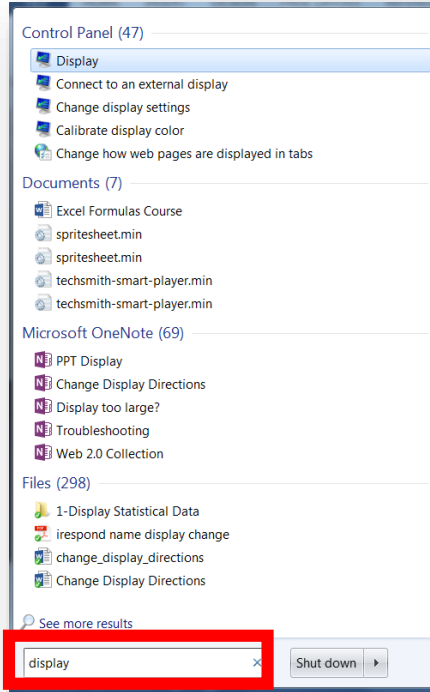 Control Panel (47)
Display
Connect to an external display
Change display settings
Calibrate display color
Change how web pages are displayed in tabs
Documents (7)
Excel Formulas Course
spritesheet.min
spritesheet.min
techsmith-smart-player.min
techsmith-smart-player.min
Microsoft OneNote (69)
PPT Display
Change Display Directions
Display too large?
Troubleshooting
Web 2.0 Collection
Files (298)
1-Display Statistical Data
irespond name display change
change_display_directions
Change Display Directions
See more results
display × Shut down